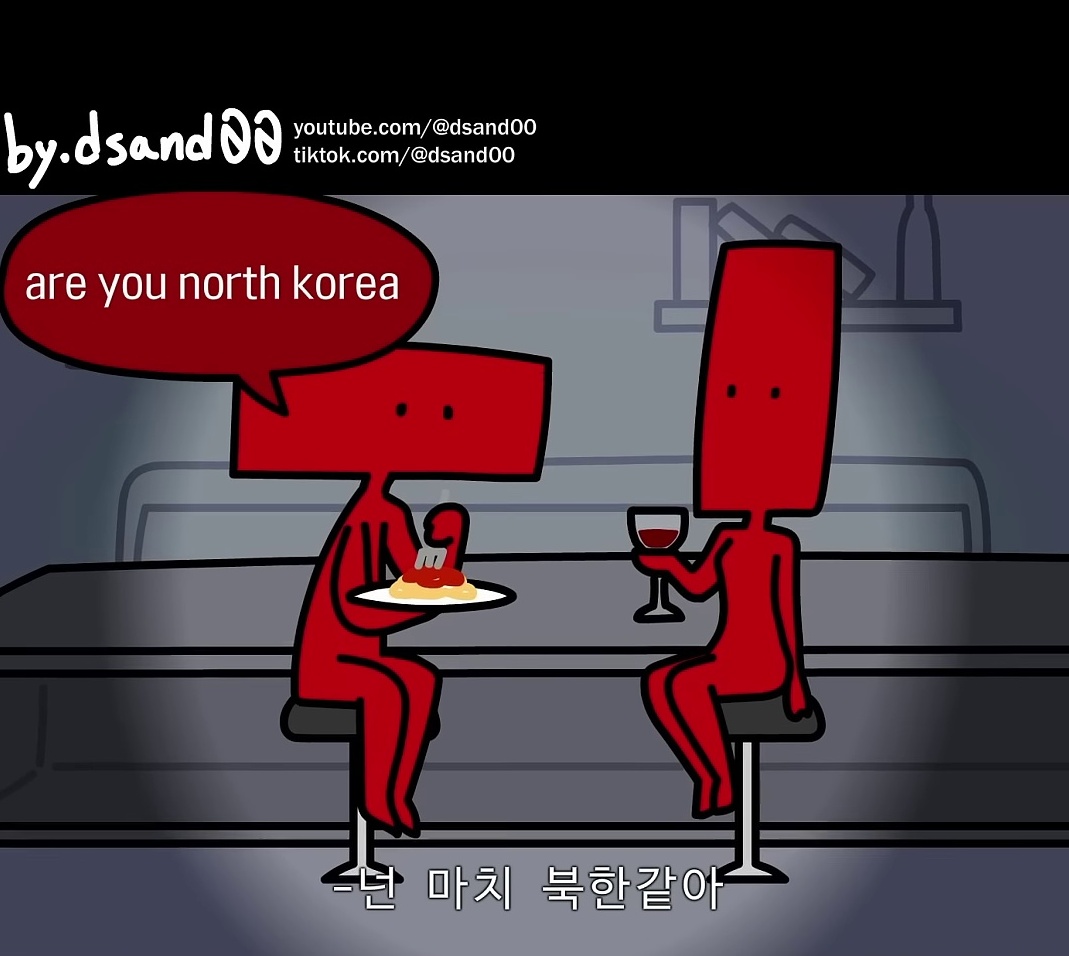 by.dsand00
youtube.com/@dsand00
tiktok.com/@dsand00
are you north korea
-넌 마치 북한같아